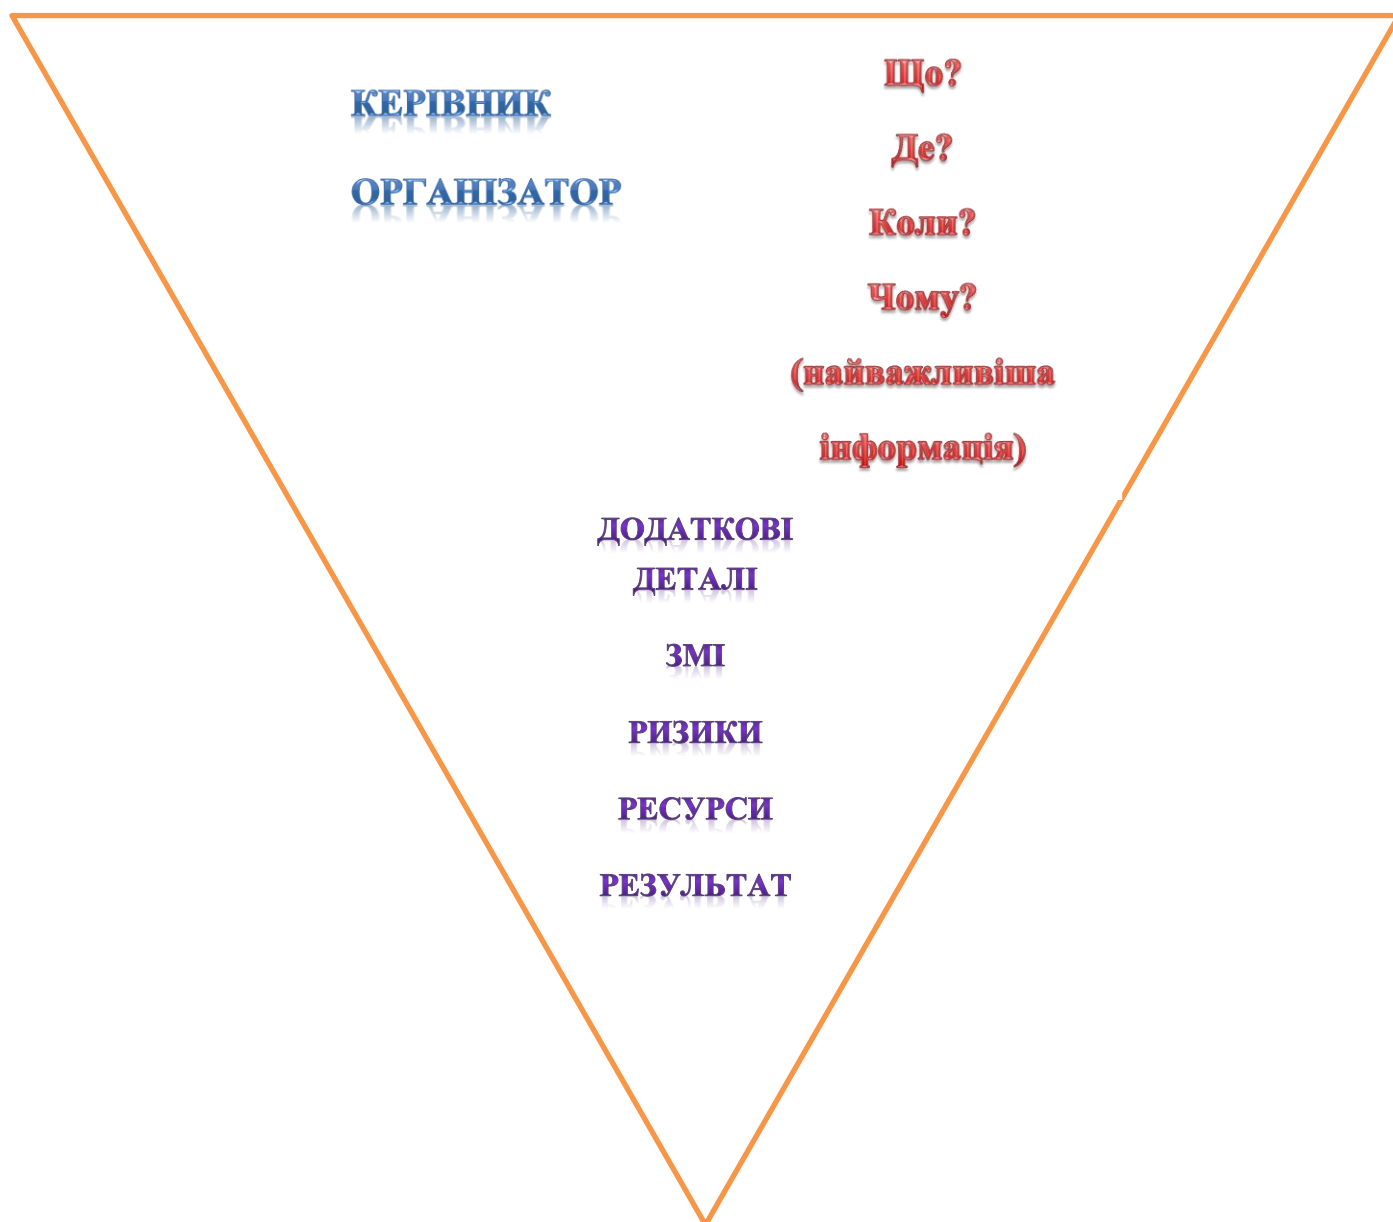 КЕРІВНИК
ОРГАНІЗАТОР
Що?
Де?
Коли?
Чому?
(найважливіша
інформація)
ДОДАТКОВІ
ДЕТАЛІ
ЗМІ
РИЗИКИ
РЕСУРСИ
РЕЗУЛЬТАТ